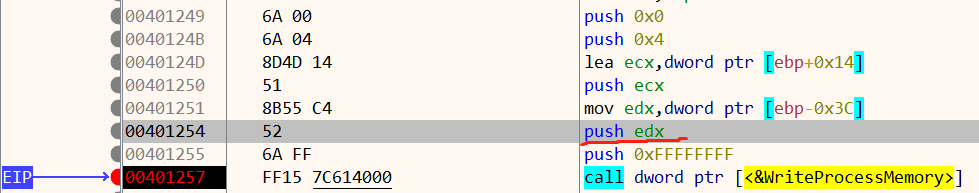 00401249 6A 00 push 0x0
0040124B 6A 04 push 0x4
0040124D 8D4D 14 lea ecx,dword ptr [ebp+0x14]
00401250 51 push ecx
00401251 8B55 C4 mov edx,dword ptr [ebp-0x3C]
00401254 52 push edx
00401255 6A FF push 0xFFFFFFFF
EIP 00401257 FF15 7C614000 call dword ptr [<&WriteProcessMemory>]